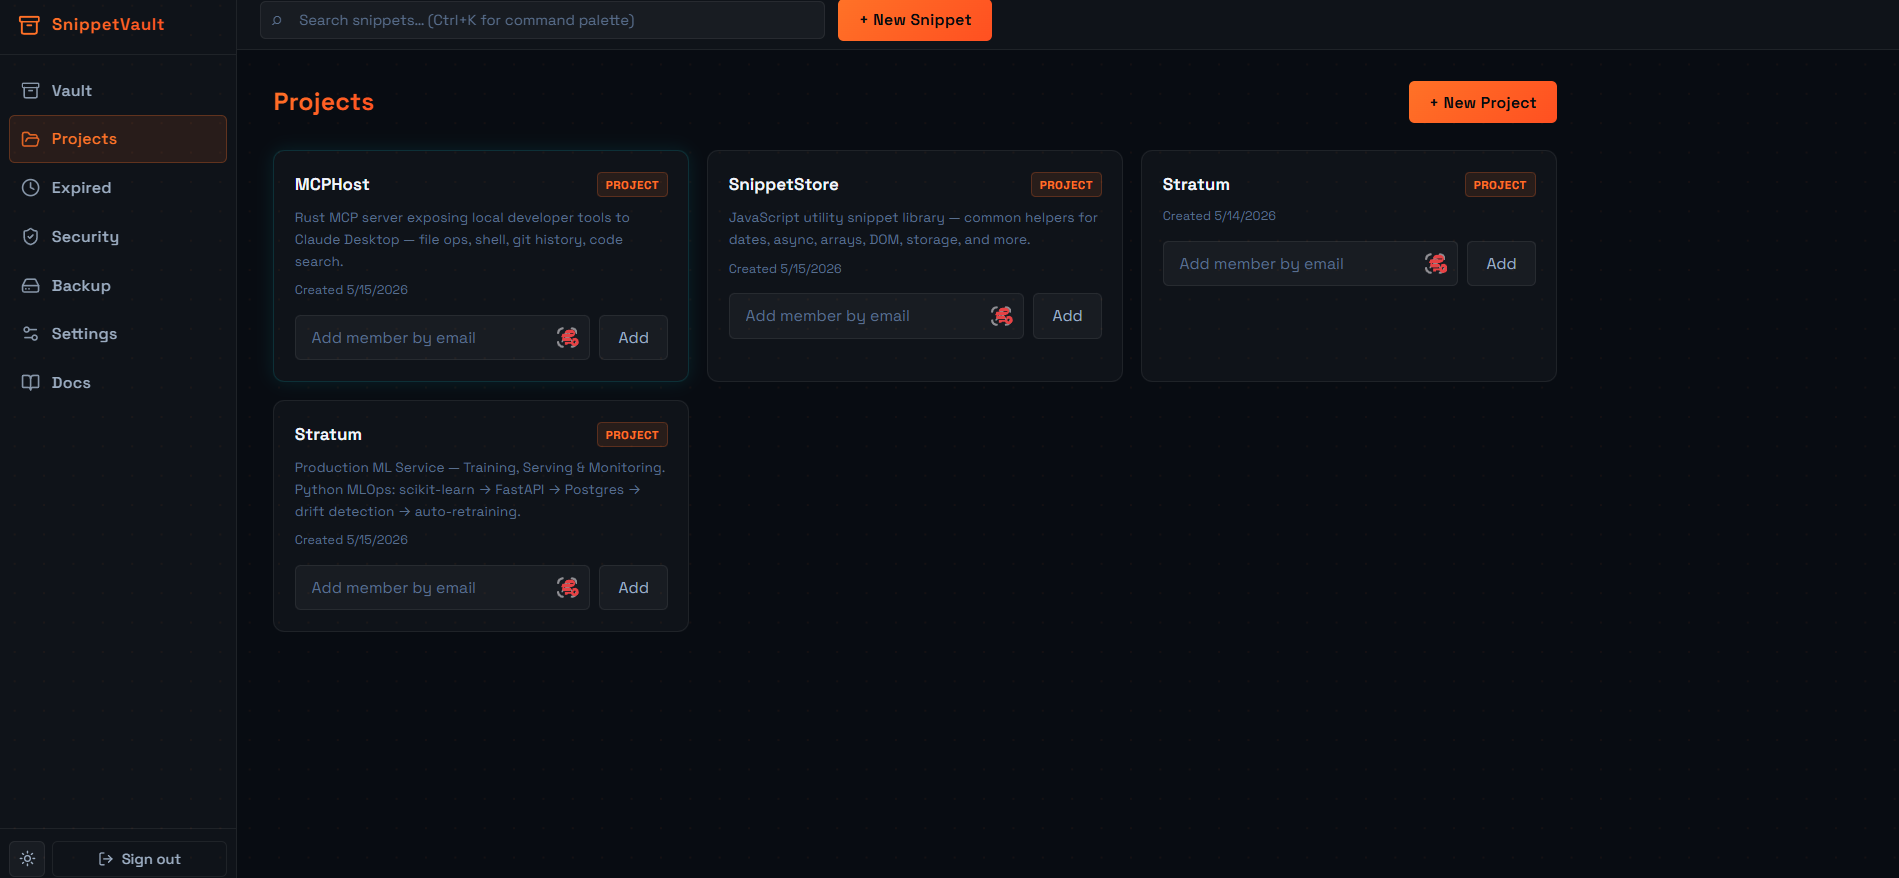 SnippetVault
Search snippets... (Ctrl+K for command palette)
+ New Snippet
Vault
Projects
Expired
Security
Backup
Settings
Docs
Sign out
Projects
+ New Project
MCPHost
PROJECT
Rust MCP server exposing local developer tools to
Claude Desktop — file ops, shell, git history, code
search.
Created 5/15/2026
Add member by email
Add
SnippetStore
PROJECT
JavaScript utility snippet library — common helpers for
dates, async, arrays, DOM, storage, and more.
Created 5/15/2026
Add member by email
Add
Stratum
PROJECT
Created 5/14/2026
Add member by email
Add
Stratum
PROJECT
Production ML Service — Training, Serving & Monitoring.
Python MLOps: scikit-learn → FastAPI → Postgres →
drift detection → auto-retraining.
Created 5/15/2026
Add member by email
Add